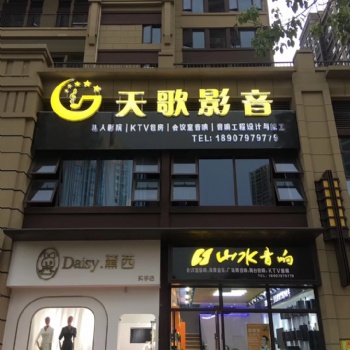 天歌影音
私人影院 | KTV包房 | 会议室音响 | 音响工程设计与施工
TEL: 18907979779
Daisy.黛西
山水音响